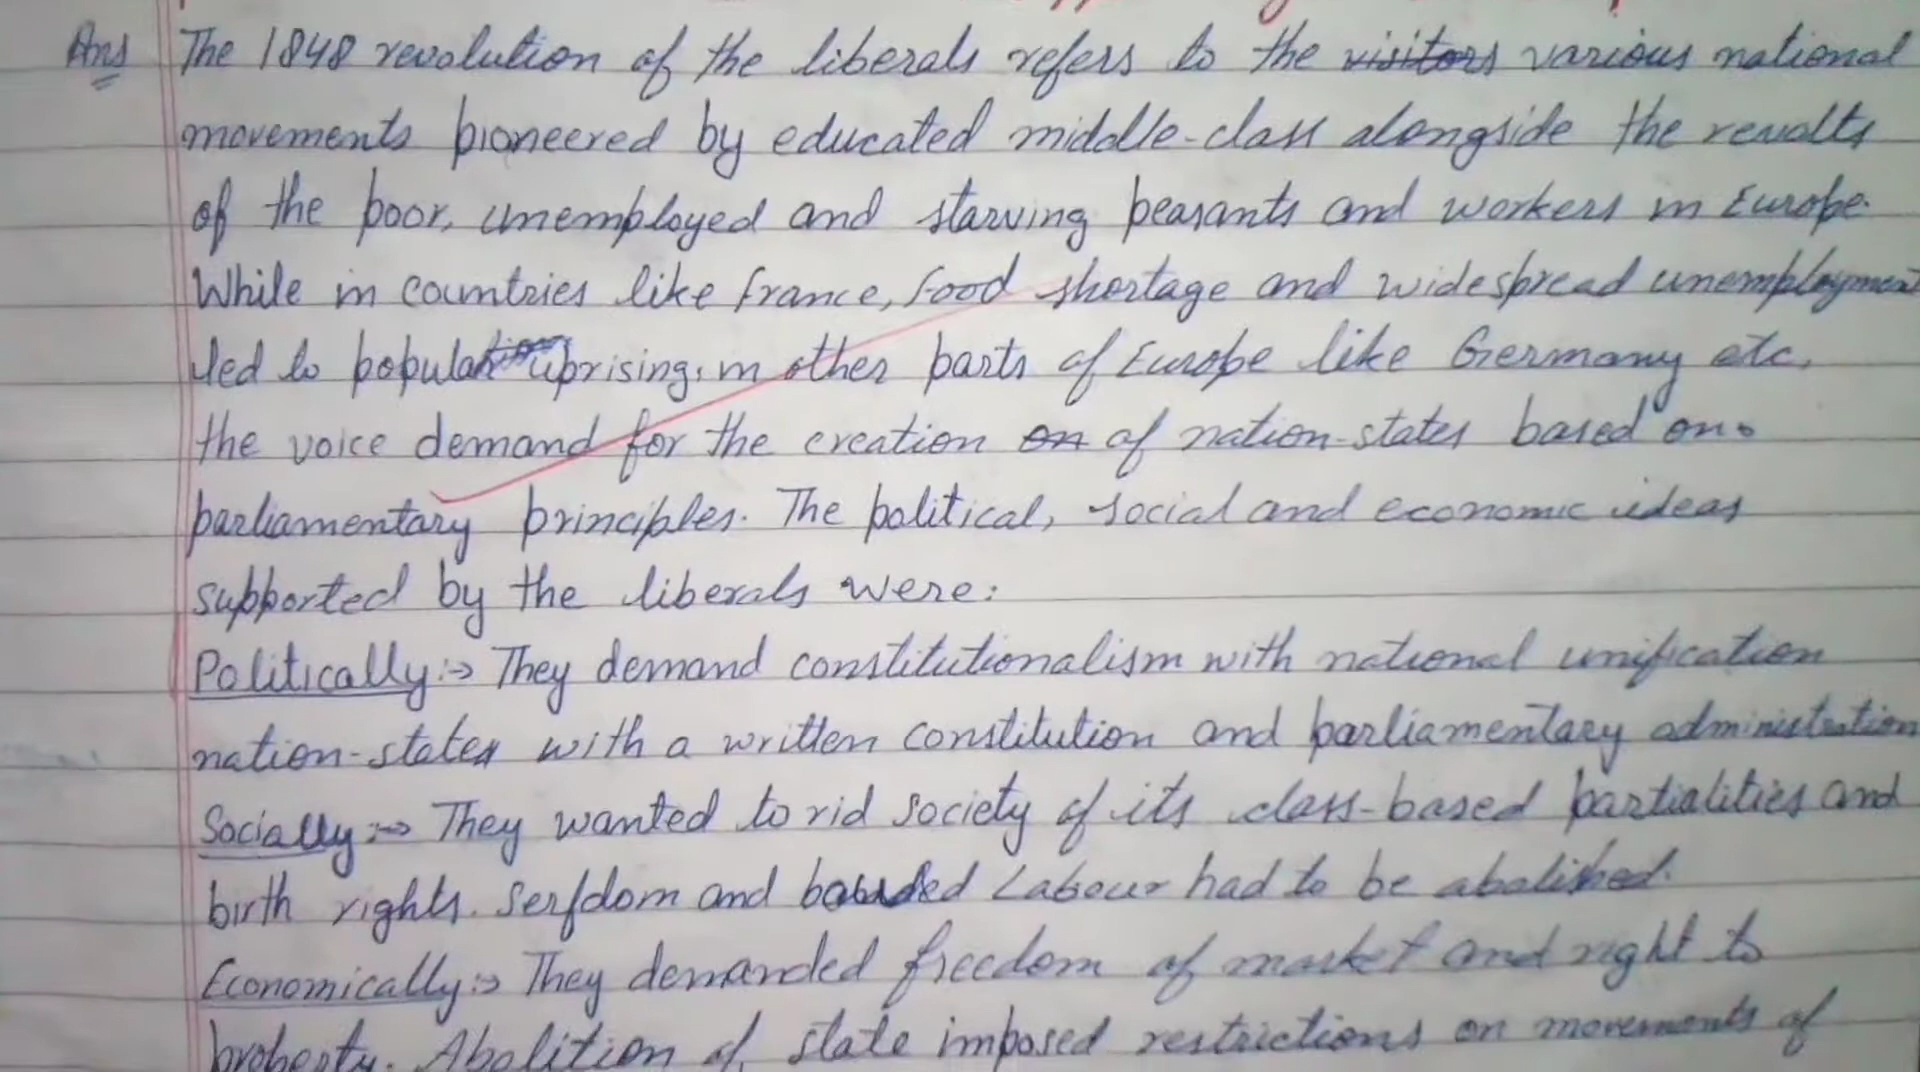 Ans The 1848 revolution of the liberals refers to the visitors various national
movements pioneered by educated middle-class alongside the revolts
of the poor, unemployed and starving peasants and workers in Europe.
While in countries like france, food shortage and widespread unemployment
led to popular uprising, in other parts of Europe like Germany etc,
the voice demand for the creation on of nation-states based on
parliamentary principles. The political, social and economic ideas
supported by the liberals were:
Politically:→ They demand constitutionalism with national unification
nation-states with a written constitution and parliamentary administration
Socially:→ They wanted to rid society of its class-based partialities and
birth rights. Serfdom and bonded Labour had to be abolished.
Economically:→ They demanded freedom of market and right to
property. Abolition of state imposed restrictions on movements of